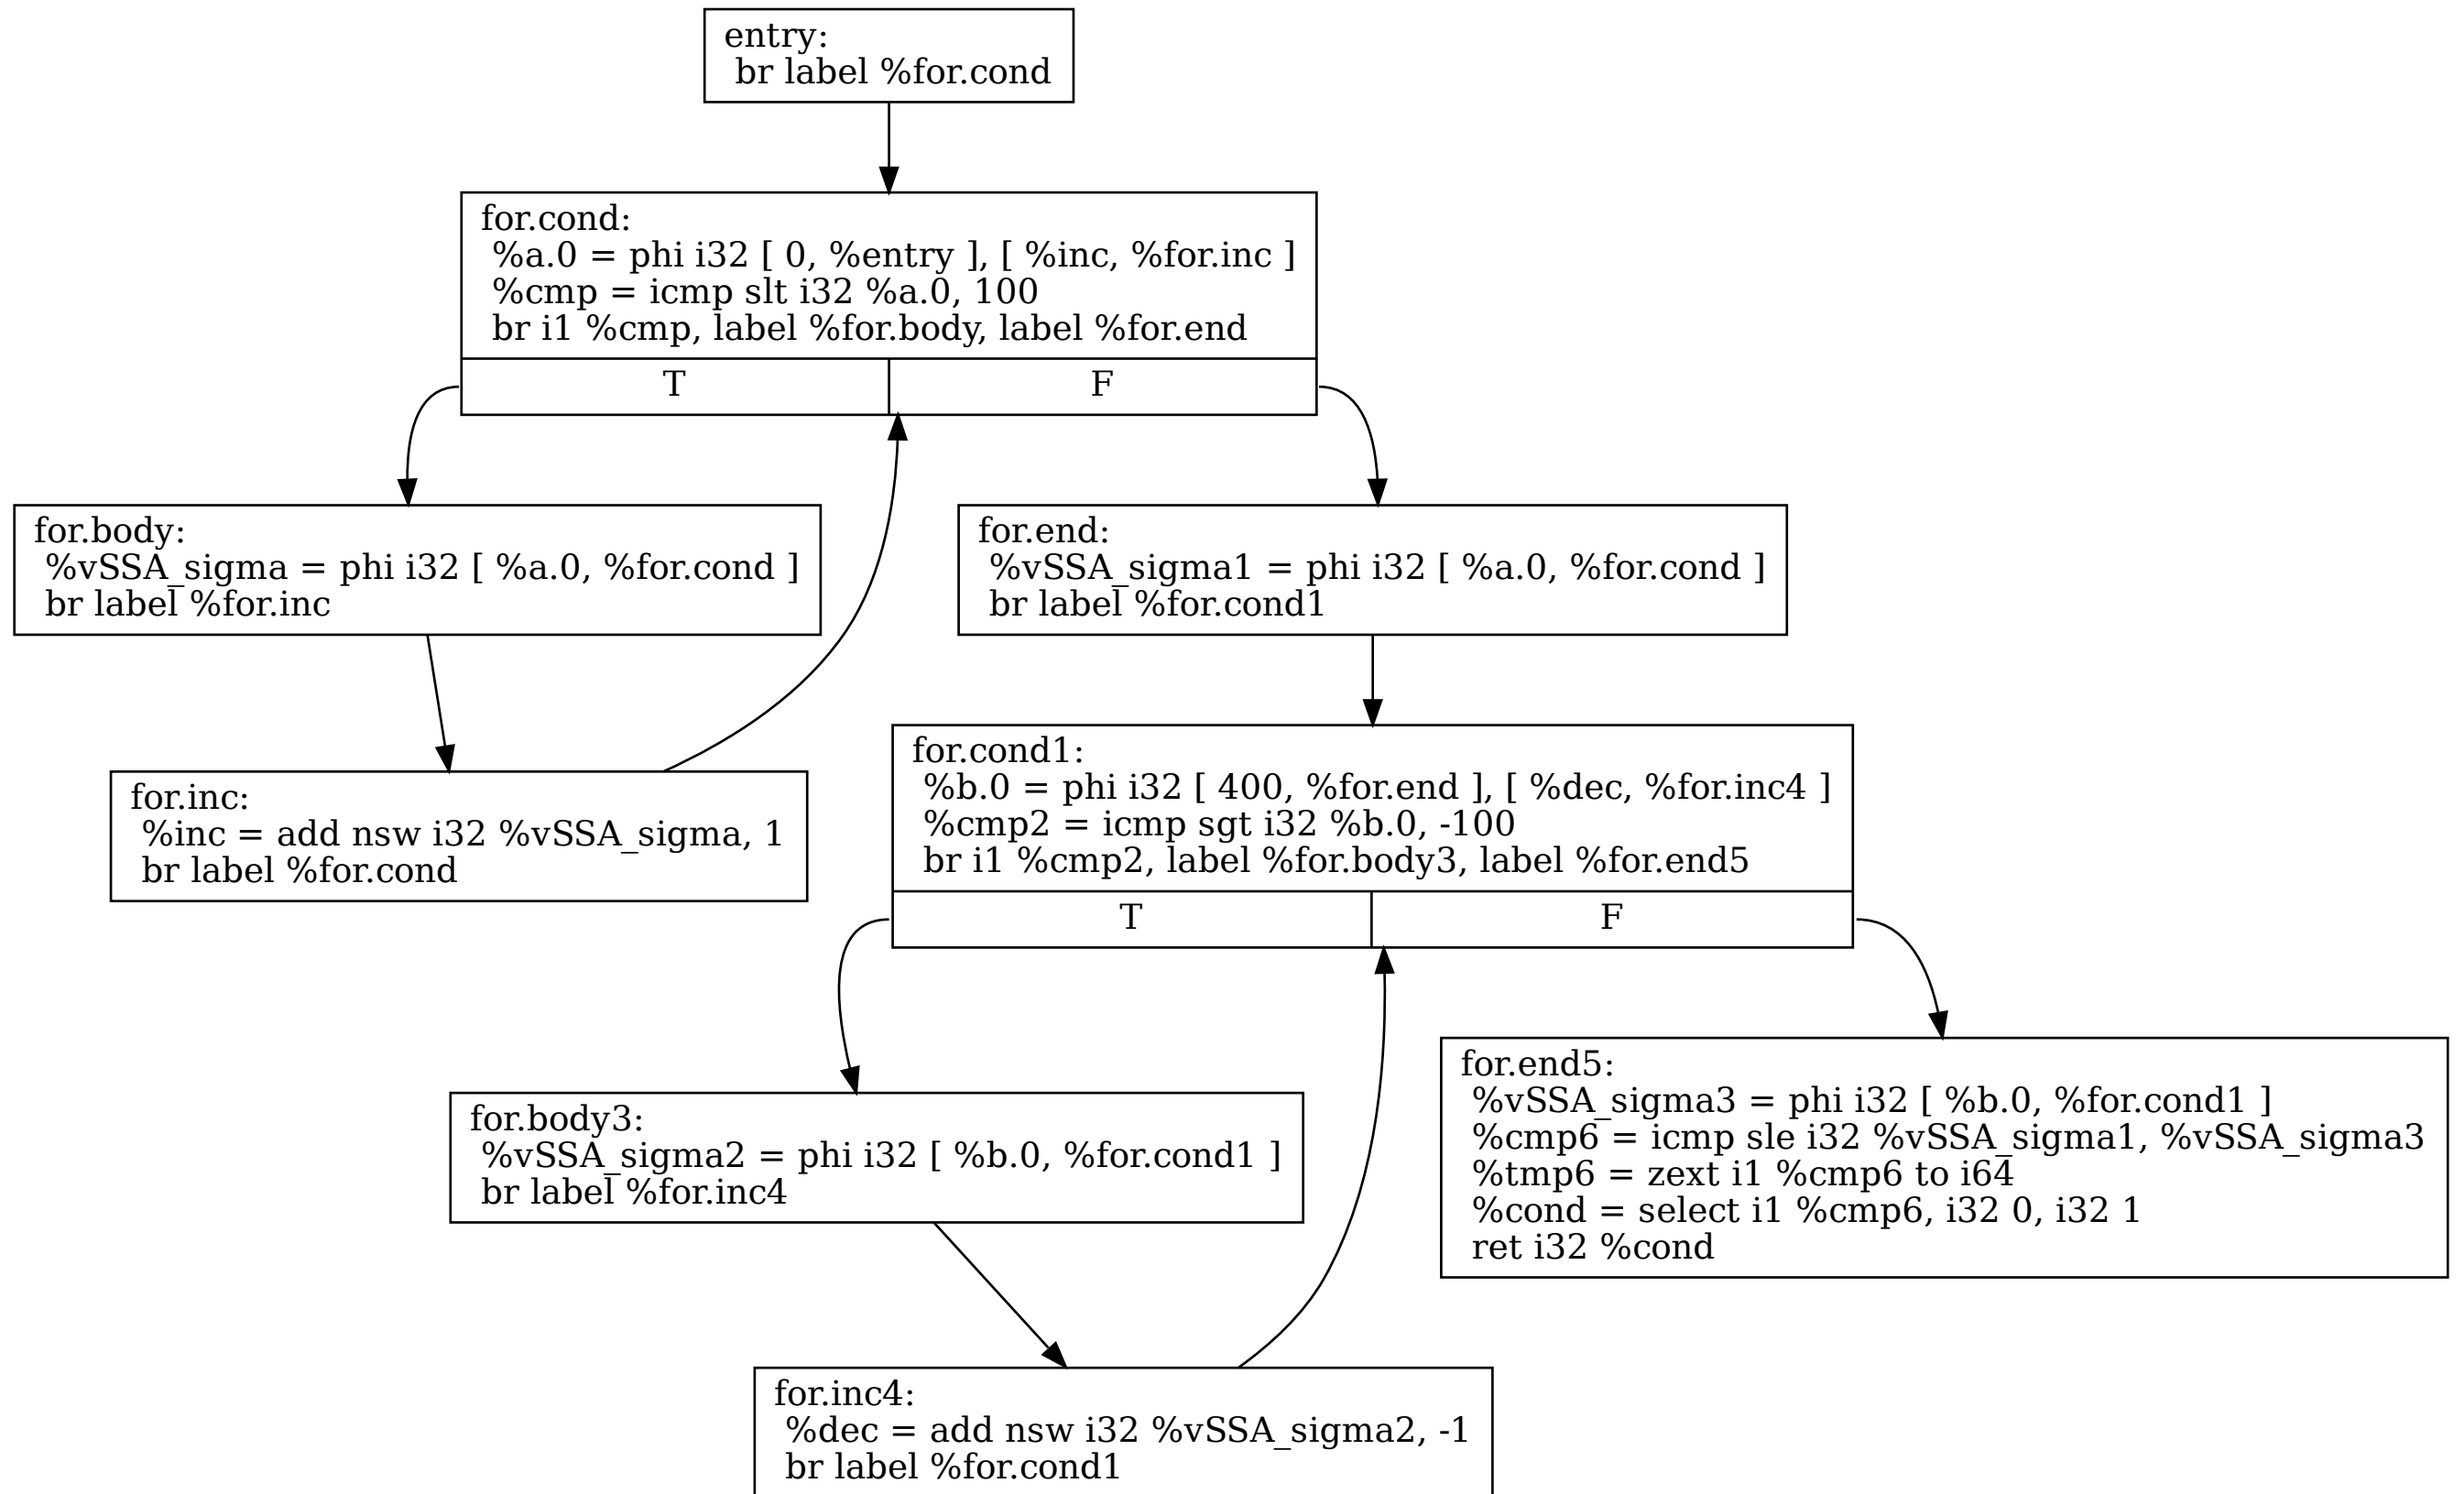 entry:
br label %for.cond
for.cond:
%a.0 = phi i32 [ 0, %entry ], [ %inc, %for.inc ]
%cmp = icmp slt i32 %a.0, 100
br i1 %cmp, label %for.body, label %for.end
T
F
for.body:
%vSSA_sigma = phi i32 [ %a.0, %for.cond ]
br label %for.inc
for.end:
%vSSA_sigma1 = phi i32 [ %a.0, %for.cond ]
br label %for.cond1
for.inc:
%inc = add nsw i32 %vSSA_sigma, 1
br label %for.cond
for.cond1:
%b.0 = phi i32 [ 400, %for.end ], [ %dec, %for.inc4 ]
%cmp2 = icmp sgt i32 %b.0, -100
br i1 %cmp2, label %for.body3, label %for.end5
T
F
for.body3:
%vSSA_sigma2 = phi i32 [ %b.0, %for.cond1 ]
br label %for.inc4
for.end5:
%vSSA_sigma3 = phi i32 [ %b.0, %for.cond1 ]
%cmp6 = icmp sle i32 %vSSA_sigma1, %vSSA_sigma3
%tmp6 = zext i1 %cmp6 to i64
%cond = select i1 %cmp6, i32 0, i32 1
ret i32 %cond
for.inc4:
%dec = add nsw i32 %vSSA_sigma2, -1
br label %for.cond1